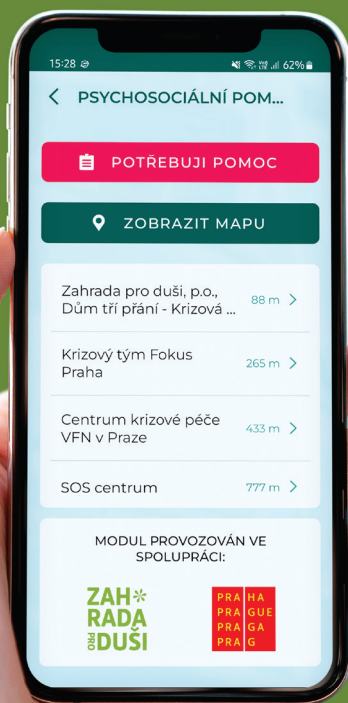 15:28
62%
PSYCHOSOCIÁLNÍ POM...
POTŘEBUJI POMOC
ZOBRAZIT MAPU
Zahrada pro duši, p.o.,
Dům tří přání - Krizová ...
88 m
Krizový tým Fokus
Praha
265 m
Centrum krizové péče
VFN v Praze
433 m
SOS centrum
777 m
MODUL PROVOZOVÁN VE
SPOLUPRÁCI:
ZAH
RADA
PRO DUŠI
PRA HA
PRA GUE
PRA GA
PRA G